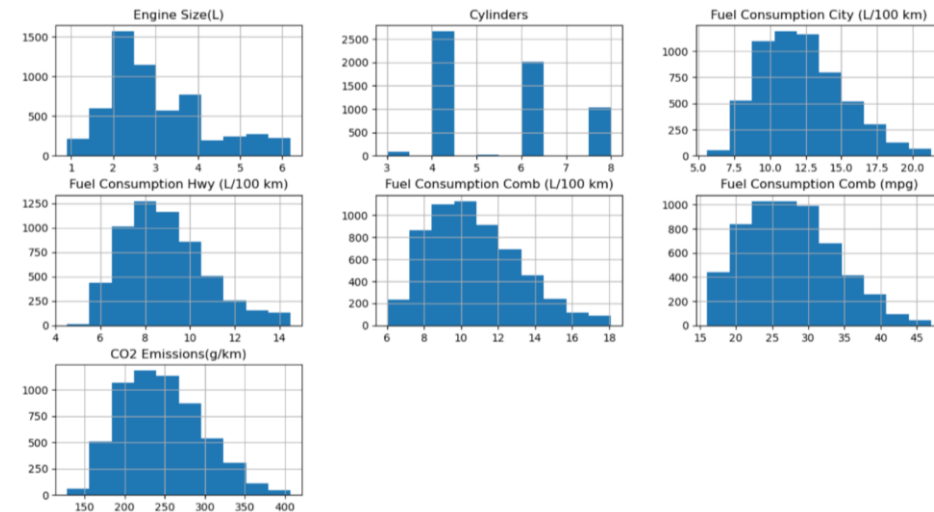 Engine Size(L)
1500
1000
500
0
1 2 3 4 5 6
Cylinders
2500
2000
1500
1000
500
0
3 4 5 6 7 8
Fuel Consumption City (L/100 km)
1000
750
500
250
0
5.0 7.5 10.0 12.5 15.0 17.5 20.0
Fuel Consumption Hwy (L/100 km)
1250
1000
750
500
250
0
4 6 8 10 12 14
Fuel Consumption Comb (L/100 km)
1000
800
600
400
200
0
6 8 10 12 14 16 18
Fuel Consumption Comb (mpg)
1000
800
600
400
200
0
15 20 25 30 35 40 45
CO2 Emissions(g/km)
1000
750
500
250
0
150 200 250 300 350 400